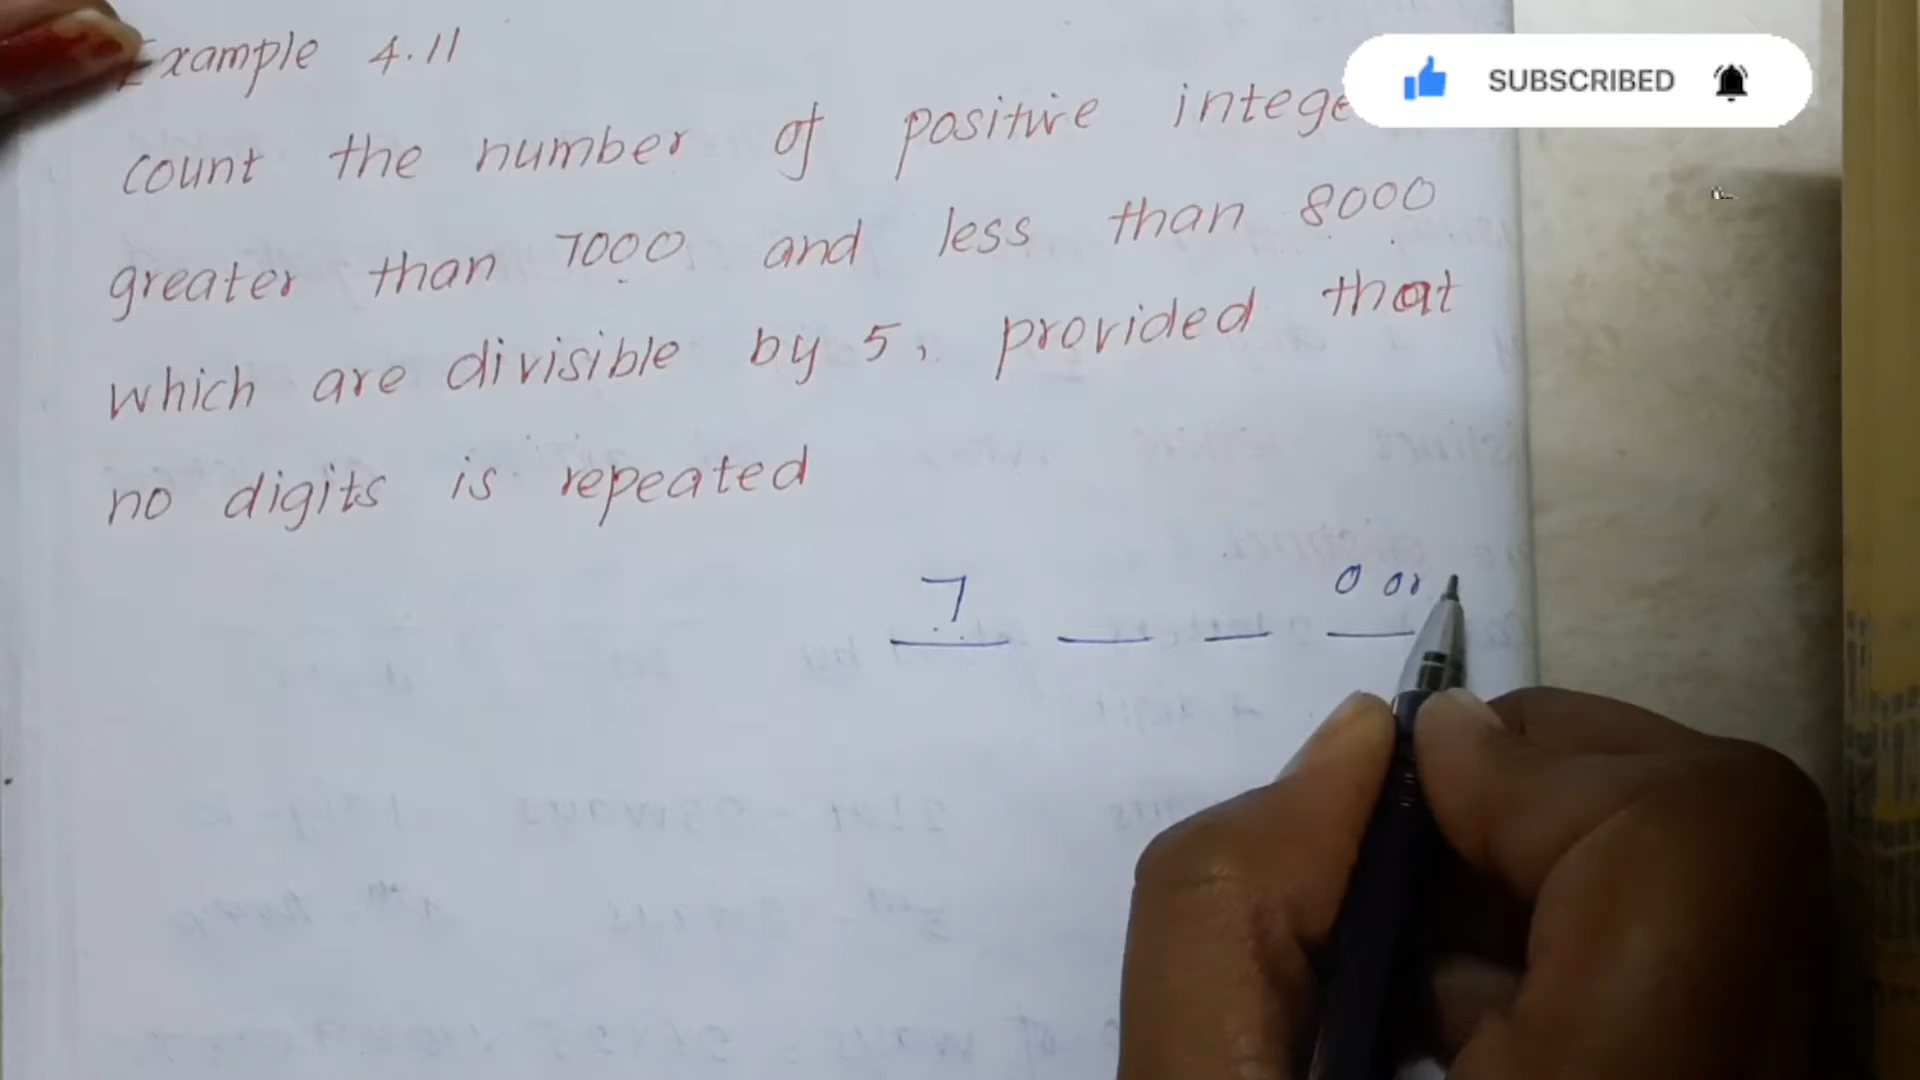 Example 4.11
SUBSCRIBED
count the number of positive intege
greater than 7000 and less than 8000
which are divisible by 5, provided that
no digits is repeated
7 0 or